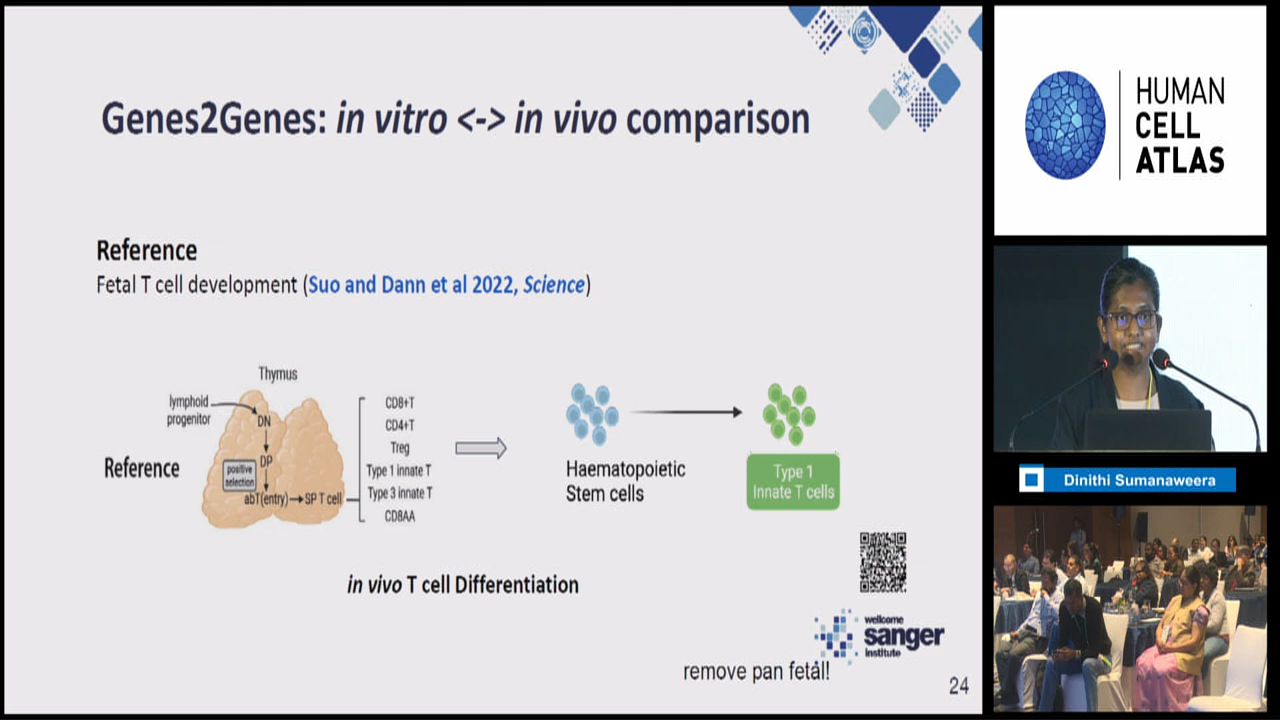 Genes2Genes: in vitro <-> in vivo comparison
Reference
Fetal T cell development (Suo and Dann et al 2022, Science)
Thymus
lymphoid
progenitor
DN
DP
positive
selection
abT(entry)
SP T cell
Reference
CD8+T
CD4+T
Treg
Type 1 innate T
Type 3 innate T
CD8AA
Haematopoietic
Stem cells
Type 1
Innate T cells
in vivo T cell Differentiation
wellcome
sanger
institute
remove pan fetal!
24
HUMAN
CELL
ATLAS
Dinithi Sumanaweera